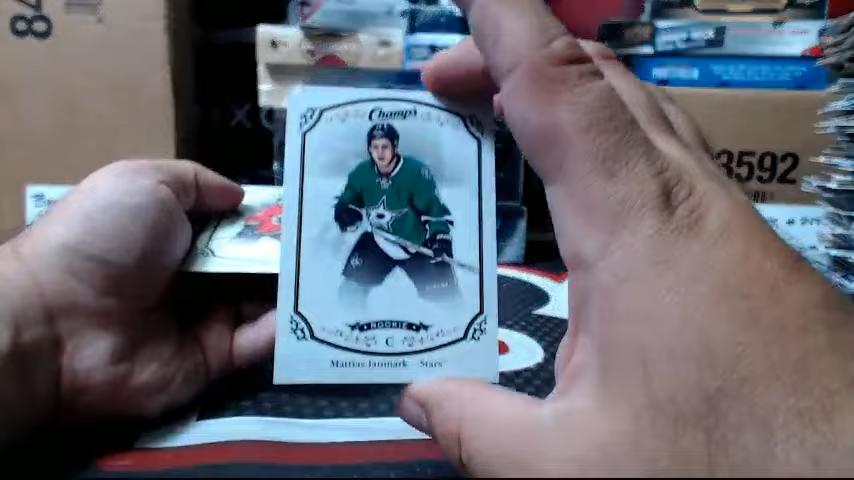 84
Champ's
ROOKIE
C
Mattias Janmark - Stars
3592